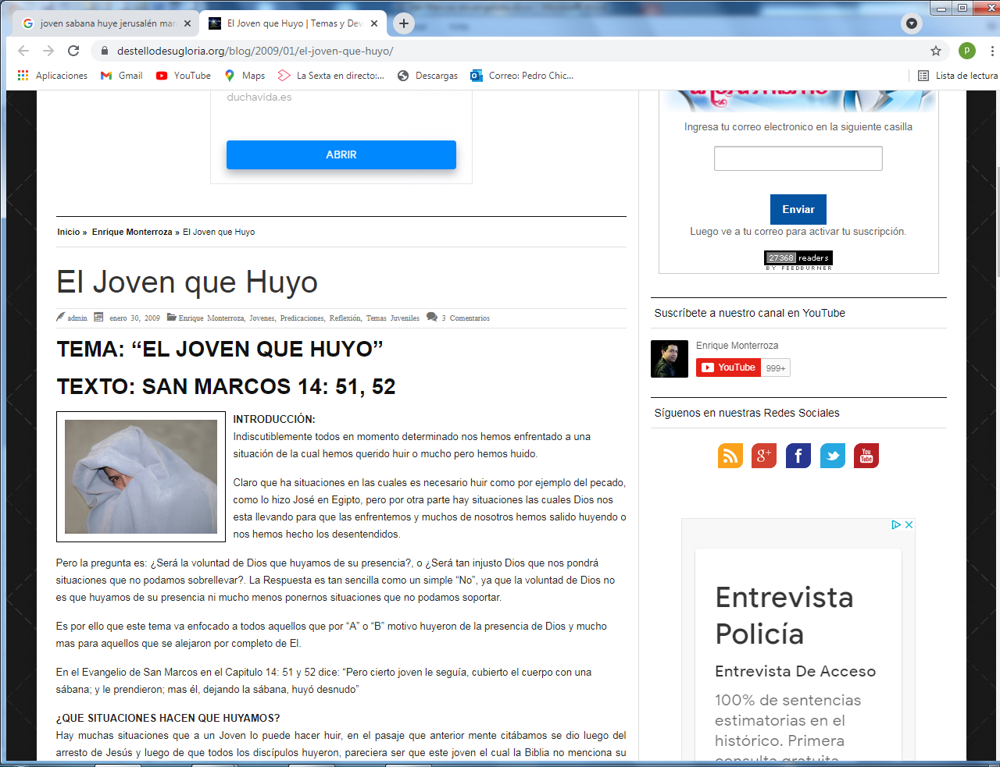 joven sabana huye jerusalén mar
El Joven que Huyo | Temas y Dev
destellodesugloria.org/blog/2009/01/el-joven-que-huyo/
P
Aplicaciones
Gmail
YouTube
Maps
La Sexta en directo:...
Descargas
Correo: Pedro Chic...
Lista de lectura
duchavida.es
ABRIR
Inicio » Enrique Monterroza » El Joven que Huyo
El Joven que Huyo
admin enero 30, 2009 Enrique Monterroza, Jovenes, Predicaciones, Reflexión, Temas Juveniles 3 Comentarios
TEMA: “EL JOVEN QUE HUYO”
TEXTO: SAN MARCOS 14: 51, 52
INTRODUCCIÓN:
Indiscutiblemente todos en momento determinado nos hemos enfrentado a una
situación de la cual hemos querido huir o mucho pero hemos huido.
Claro que ha situaciones en las cuales es necesario huir como por ejemplo del pecado,
como lo hizo José en Egipto, pero por otra parte hay situaciones las cuales Dios nos
esta llevando para que las enfrentemos y muchos de nosotros hemos salido huyendo o
nos hemos hecho los desentendidos.
Pero la pregunta es: ¿Será la voluntad de Dios que huyamos de su presencia?, o ¿Será tan injusto Dios que nos pondrá
situaciones que no podamos sobrellevar?. La Respuesta es tan sencilla como un simple “No”, ya que la voluntad de Dios no
es que huyamos de su presencia ni mucho menos ponernos situaciones que no podamos soportar.
Es por ello que este tema va enfocado a todos aquellos que por “A” o “B” motivo huyeron de la presencia de Dios y mucho
mas para aquellos que se alejaron por completo de El.
En el Evangelio de San Marcos en el Capitulo 14: 51 y 52 dice: “Pero cierto joven le seguía, cubierto el cuerpo con una
sábana; y le prendieron; mas él, dejando la sábana, huyó desnudo”
¿QUE SITUACIONES HACEN QUE HUYAMOS?
Hay muchas situaciones que a un Joven lo puede hacer huir, en el pasaje que anterior mente citábamos se dio luego del
arresto de Jesús y luego de que todos los discípulos huyeron, pareciera ser que este joven el cual la Biblia no menciona su
Ingresa tu correo electronico en la siguiente casilla
Enviar
Luego ve a tu correo para activar tu suscripción.
27368 readers
BY FEEDBURNER
Suscríbete a nuestro canal en YouTube
Enrique Monterroza
YouTube 999+
Síguenos en nuestras Redes Sociales
g+
f
You
Tube
Entrevista
Policía
Entrevista De Acceso
100% de sentencias
estimatorias en el
histórico. Primera
consulta gratuita